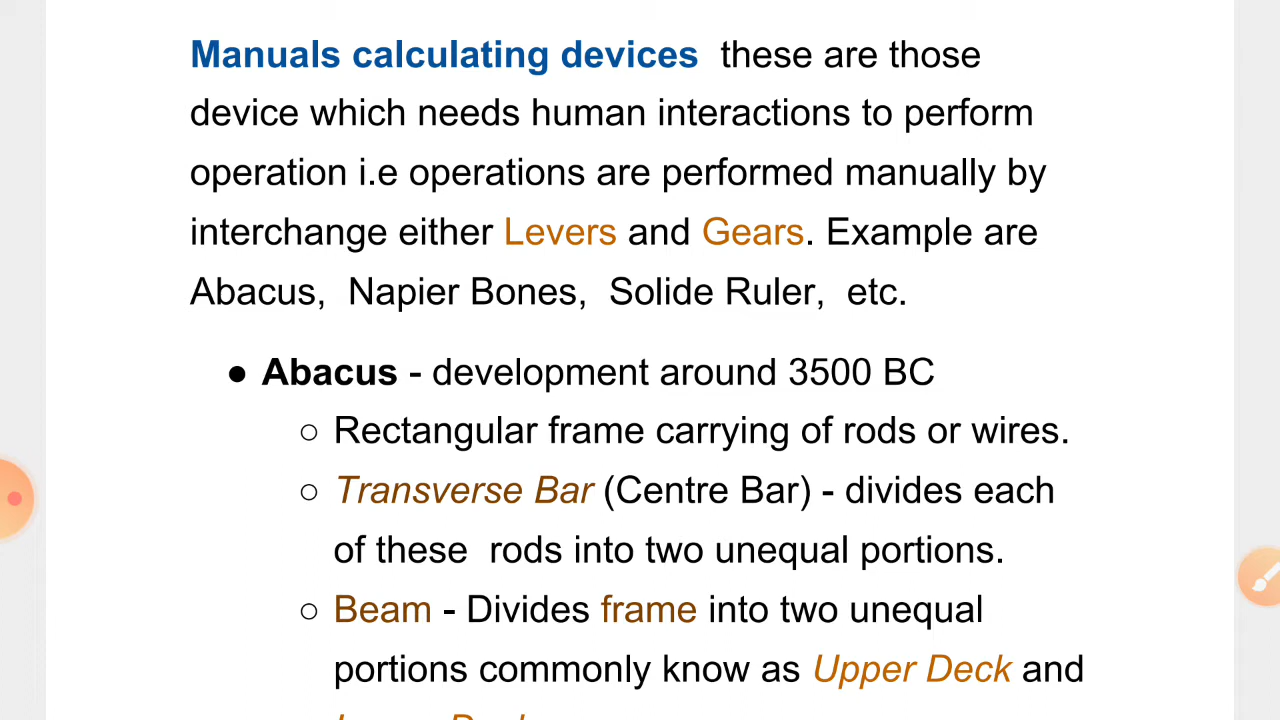 Manuals calculating devices these are those
device which needs human interactions to perform
operation i.e operations are performed manually by
interchange either Levers and Gears. Example are
Abacus, Napier Bones, Solide Ruler, etc.
● Abacus - development around 3500 BC
○ Rectangular frame carrying of rods or wires.
○ Transverse Bar (Centre Bar) - divides each
of these rods into two unequal portions.
○ Beam - Divides frame into two unequal
portions commonly know as Upper Deck and